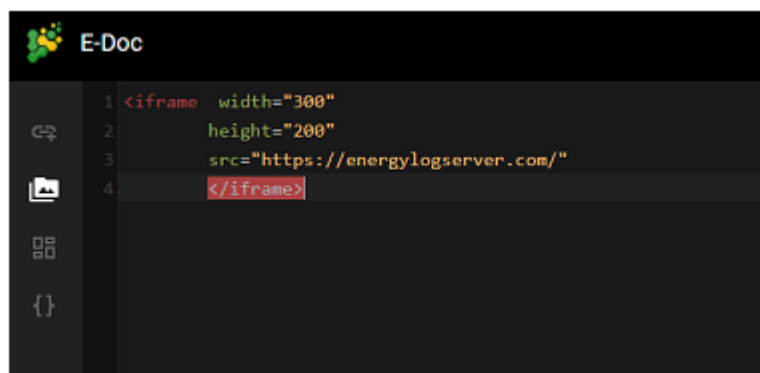 E-Doc
1 <iframe  width="300"
2 height="200"
3 src="https://energylogserver.com/"
4 </iframe>
{}